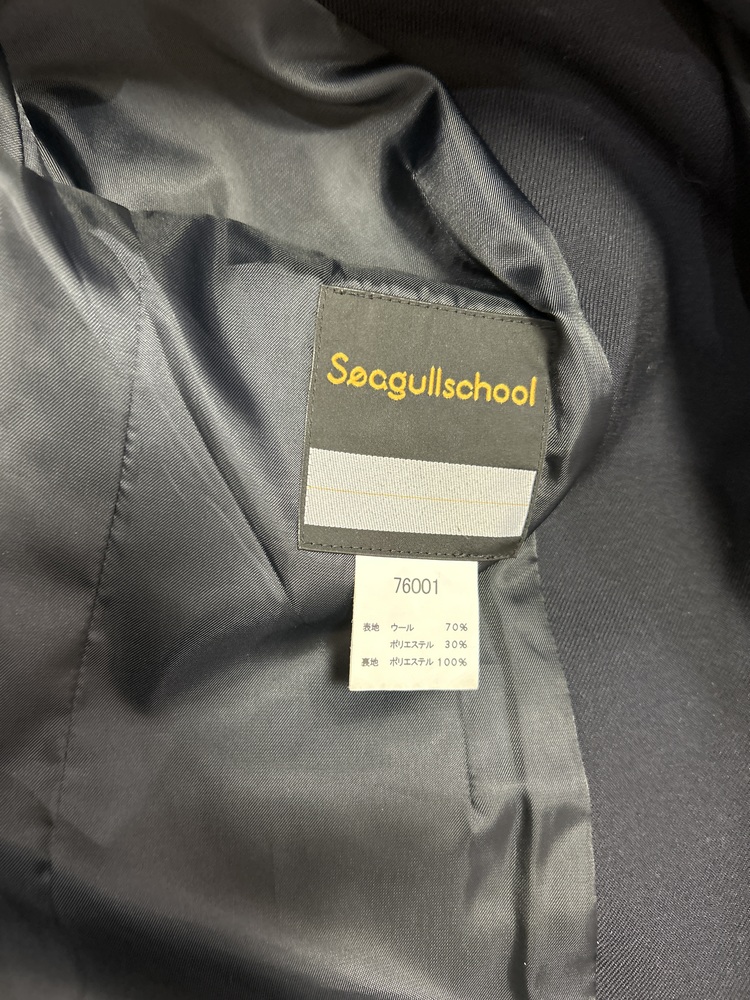 Søagullschool
76001
表地 ウール 70%
ポリエステル 30%
裏地 ポリエステル 100%